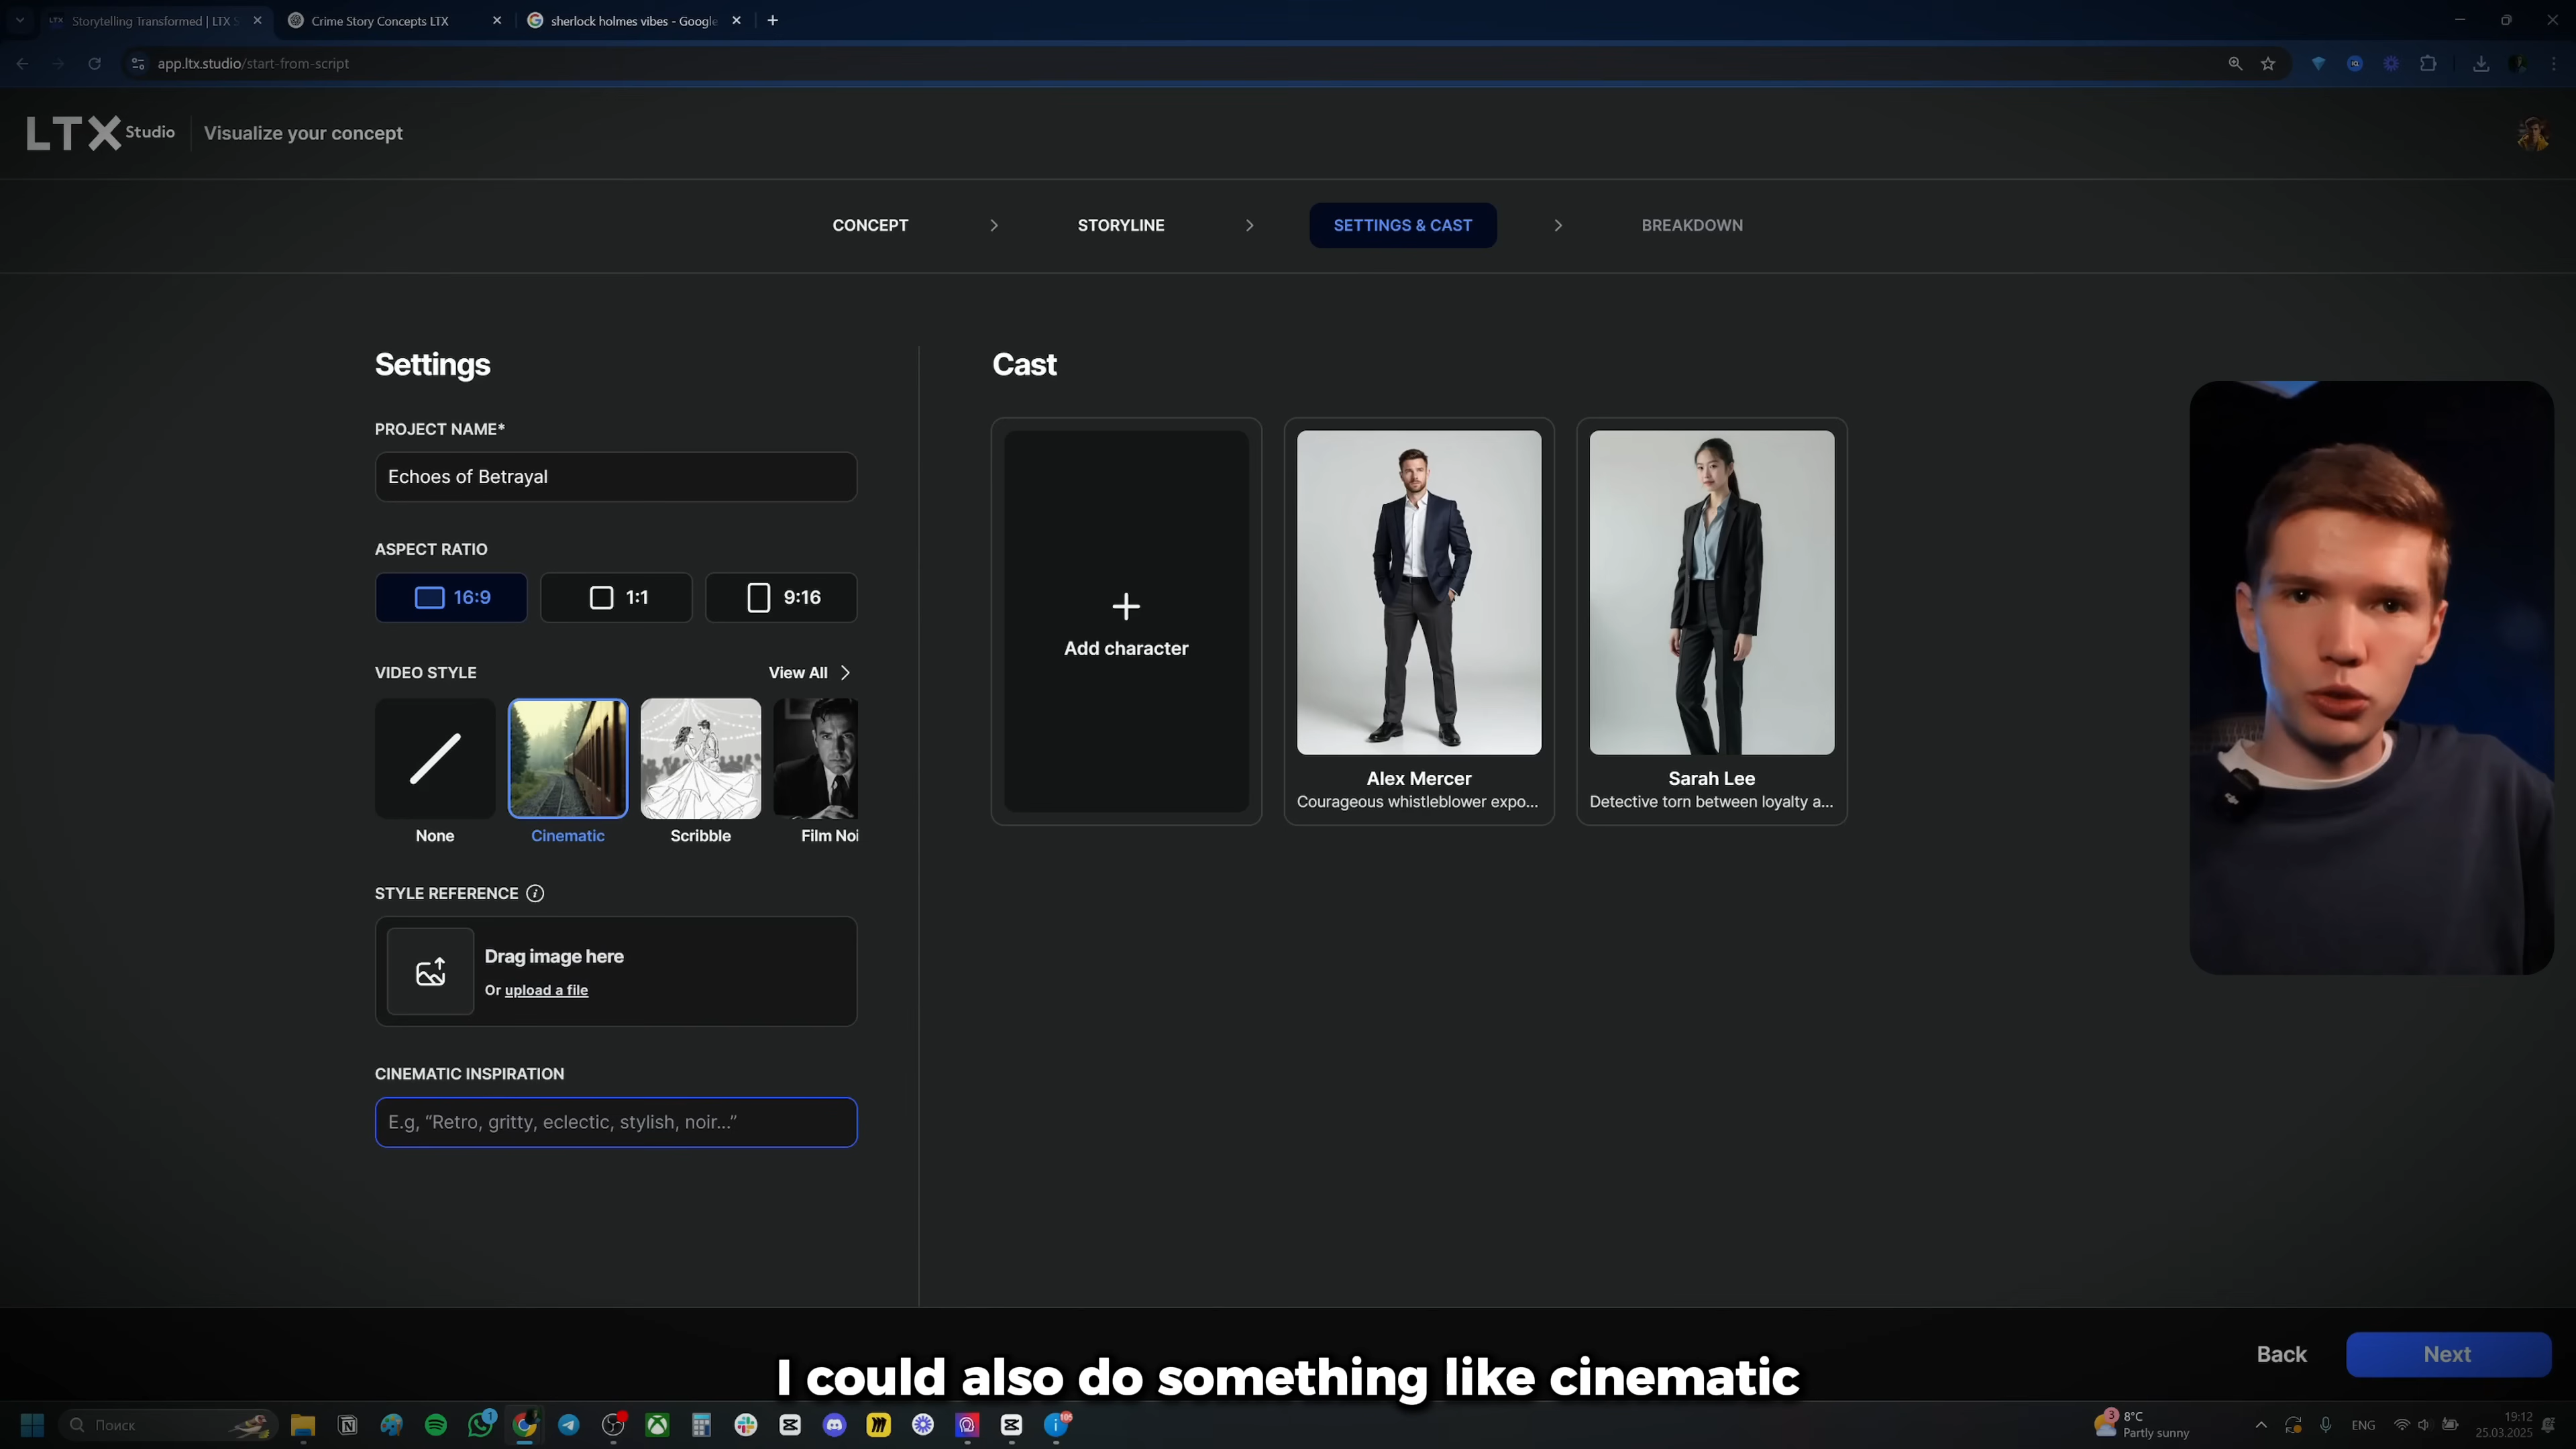 Storytelling Transformed | LTX S
Crime Story Concepts LTX
sherlock holmes vibes - Google
app.ltx.studio/start-from-script
LTX Studio
Visualize your concept
CONCEPT
STORYLINE
SETTINGS & CAST
BREAKDOWN
Settings
PROJECT NAME*
Echoes of Betrayal
ASPECT RATIO
16:9
1:1
9:16
VIDEO STYLE
View All
None
Cinematic
Scribble
Film Noi
STYLE REFERENCE
Drag image here
Or upload a file
CINEMATIC INSPIRATION
E.g, “Retro, gritty, eclectic, stylish, noir...”
Cast
Add character
Alex Mercer
Courageous whistleblower expo...
Sarah Lee
Detective torn between loyalty a...
Back
Next
I could also do something like cinematic
Поиск
1
105
3
8°C
Partly sunny
ENG
19:12
25.03.2025